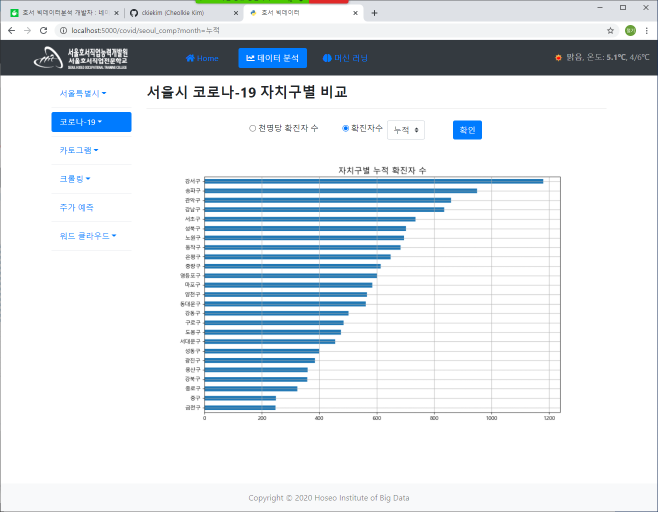 호서 빅데이터분석 개발자 : 네이
ckiekim (Cheolkie Kim)
호서 빅데이터
localhost:5000/covid/seoul_comp?month=누적
서울호서직업능력개발원
서울호서직업전문학교
Home
데이터 분석
머신 러닝
맑음, 온도: 5.1℃, 4/6℃
서울특별시
코로나-19
카토그램
크롤링
주가 예측
워드 클라우드
서울시 코로나-19 자치구별 비교
천명당 확진자 수
확진자수
누적
확인
자치구별 누적 확진자 수
강서구
송파구
관악구
강남구
서초구
성북구
노원구
동작구
은평구
중랑구
영등포구
마포구
양천구
동대문구
강동구
구로구
도봉구
서대문구
성동구
광진구
용산구
강북구
종로구
중구
금천구
0 200 400 600 800 1000 1200
Copyright © 2020 Hoseo Institute of Big Data